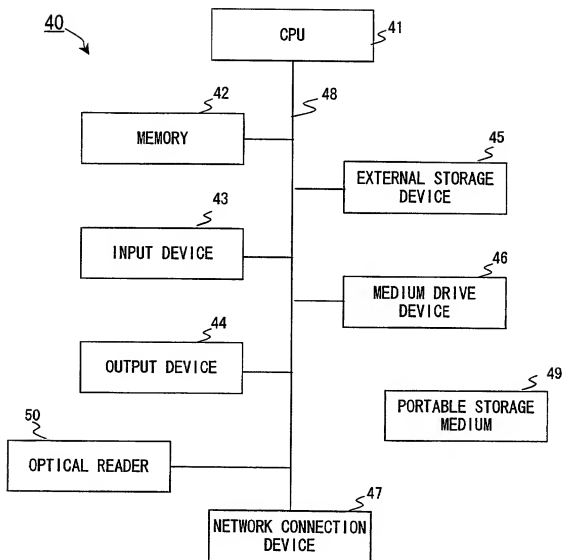 40
CPU
41
48
42
MEMORY
45
EXTERNAL STORAGE
DEVICE
43
INPUT DEVICE
46
MEDIUM DRIVE
DEVICE
44
OUTPUT DEVICE
49
PORTABLE STORAGE
MEDIUM
50
OPTICAL READER
47
NETWORK CONNECTION
DEVICE